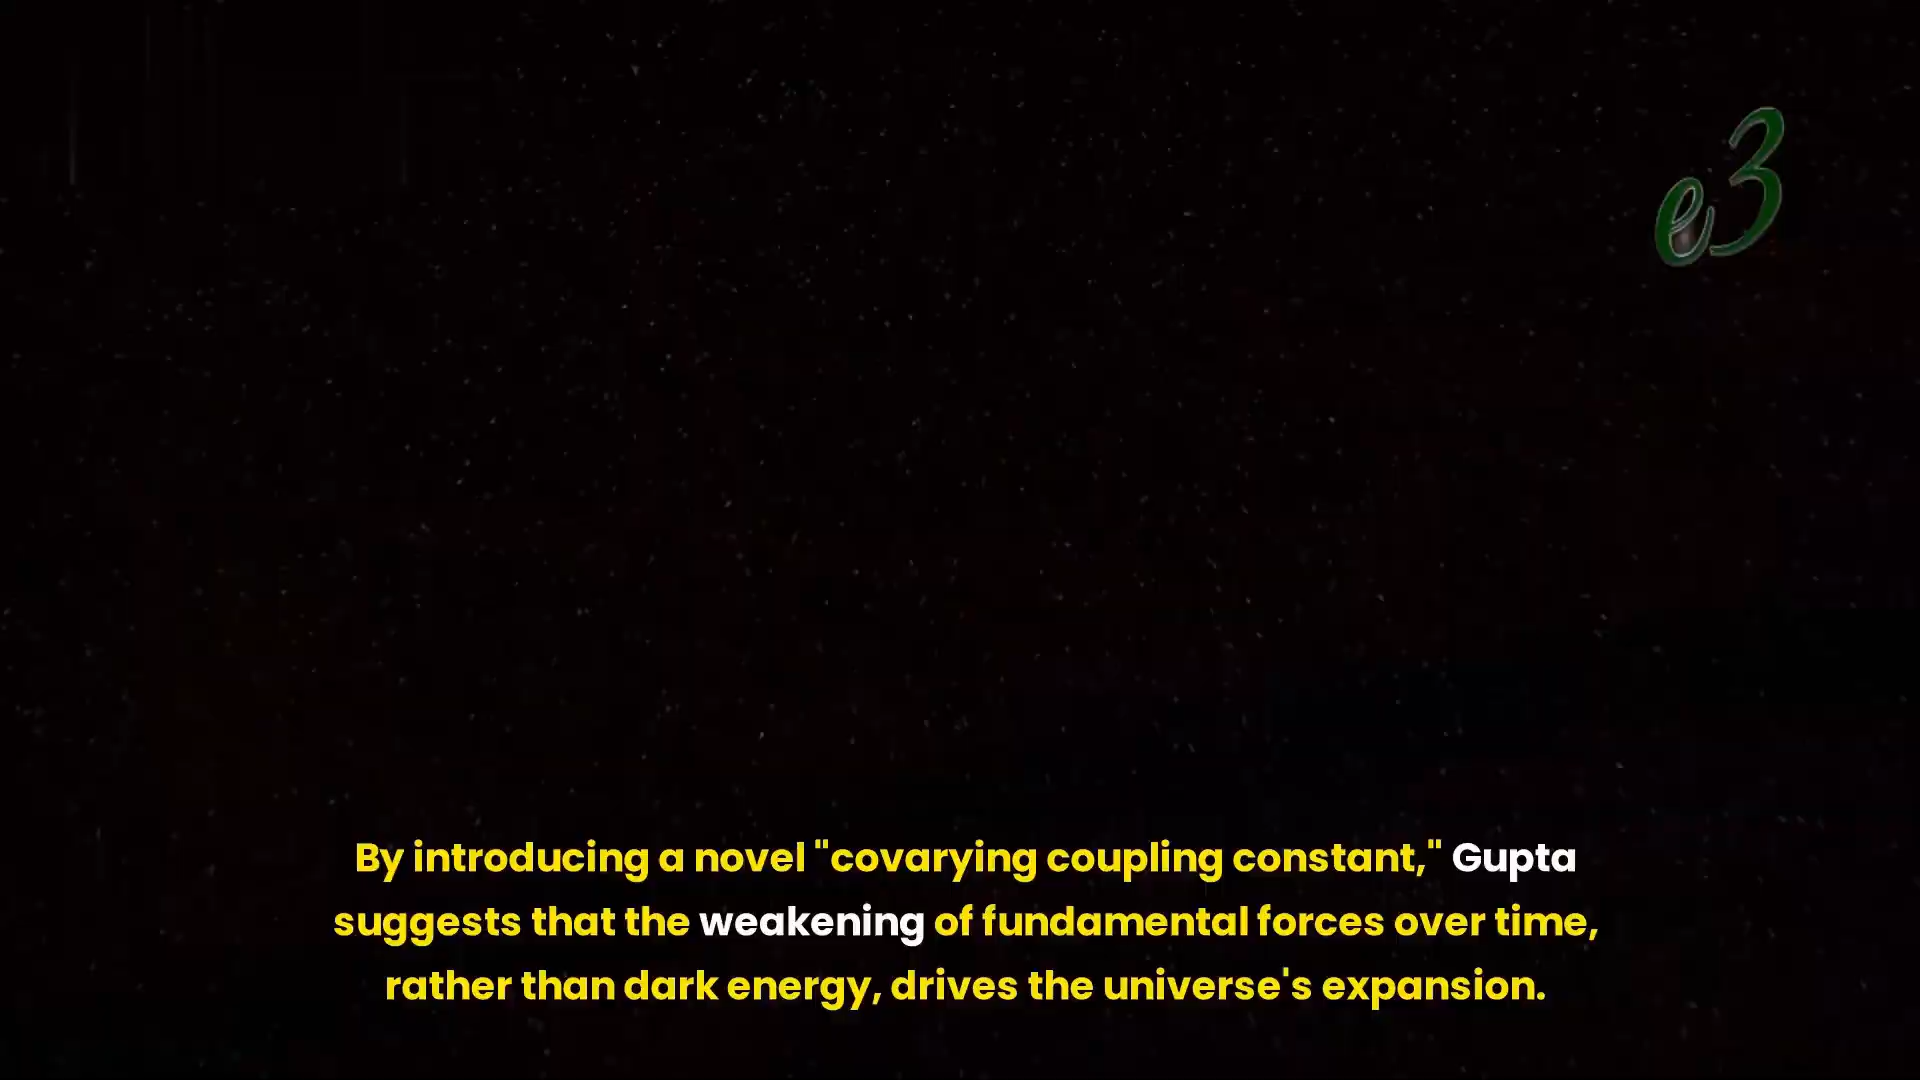 e3
By introducing a novel "covarying coupling constant," Gupta
suggests that the weakening of fundamental forces over time,
rather than dark energy, drives the universe's expansion.